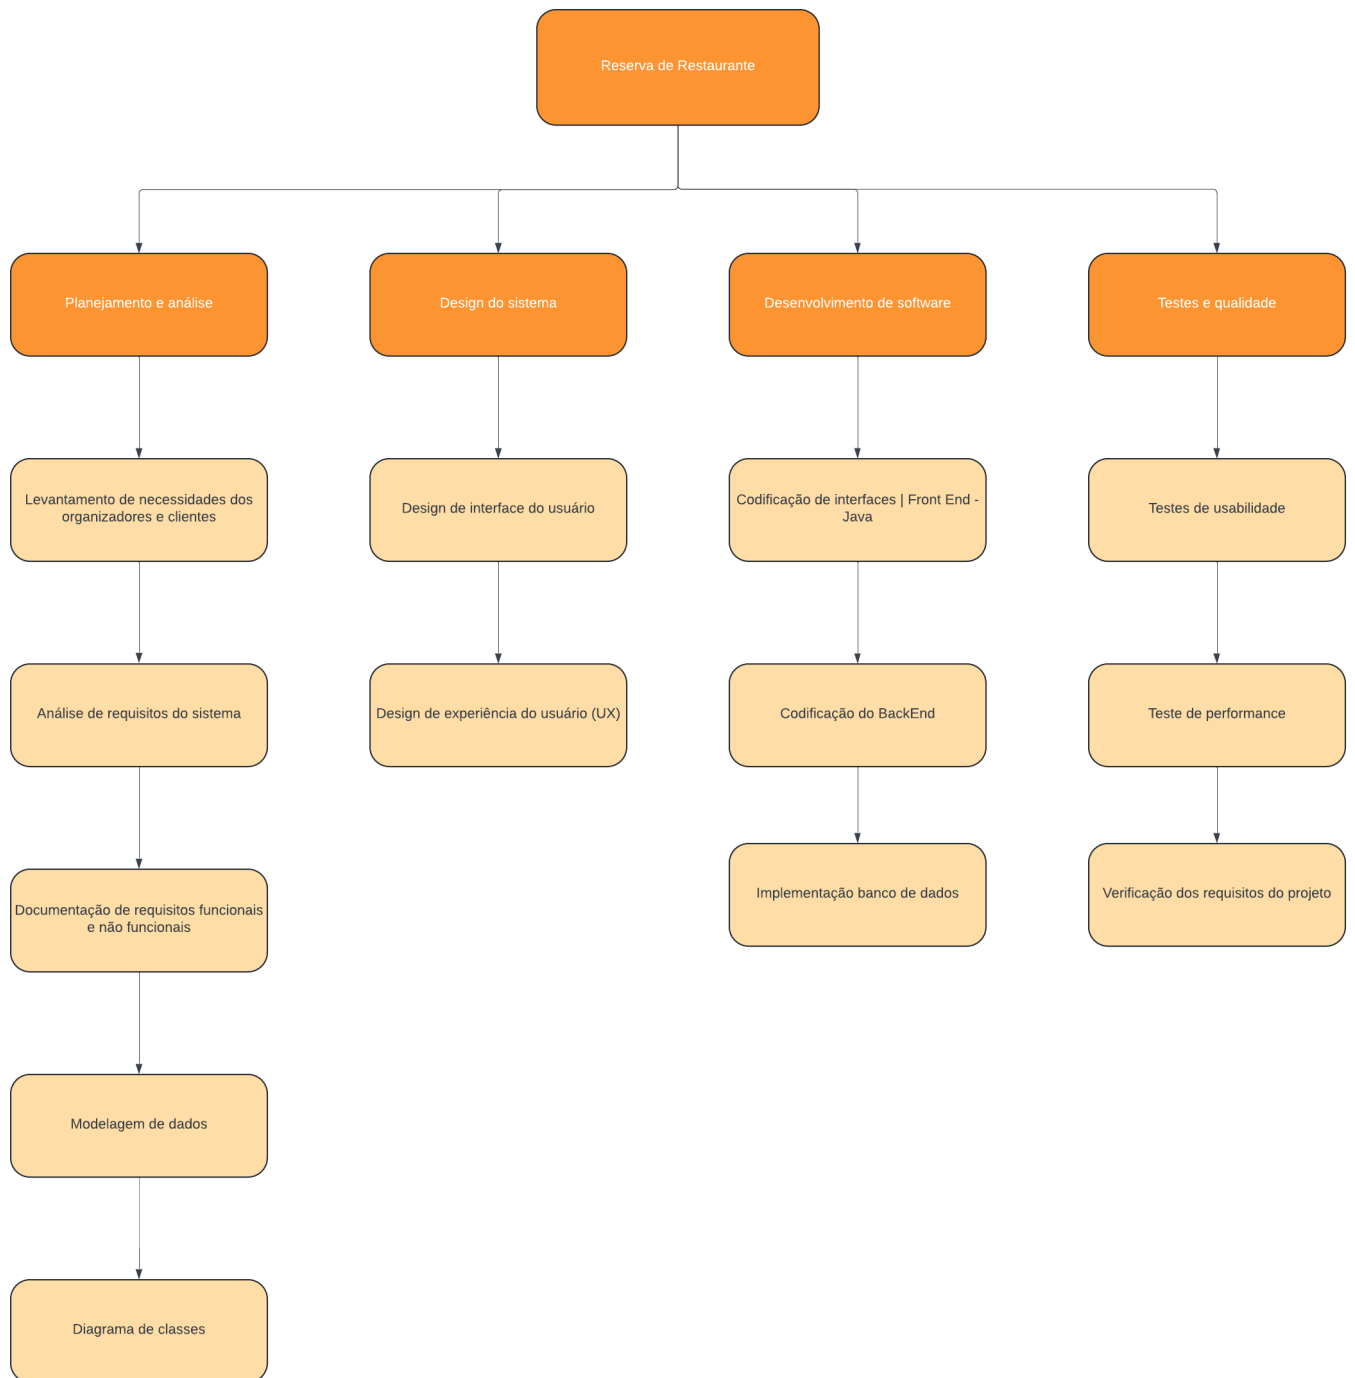 Reserva de Restaurante
Planejamento e análise
Design do sistema
Desenvolvimento de software
Testes e qualidade
Levantamento de necessidades dos
organizadores e clientes
Design de interface do usuário
Codificação de interfaces | Front End -
Java
Testes de usabilidade
Análise de requisitos do sistema
Design de experiência do usuário (UX)
Codificação do BackEnd
Teste de performance
Documentação de requisitos funcionais
e não funcionais
Implementação banco de dados
Verificação dos requisitos do projeto
Modelagem de dados
Diagrama de classes